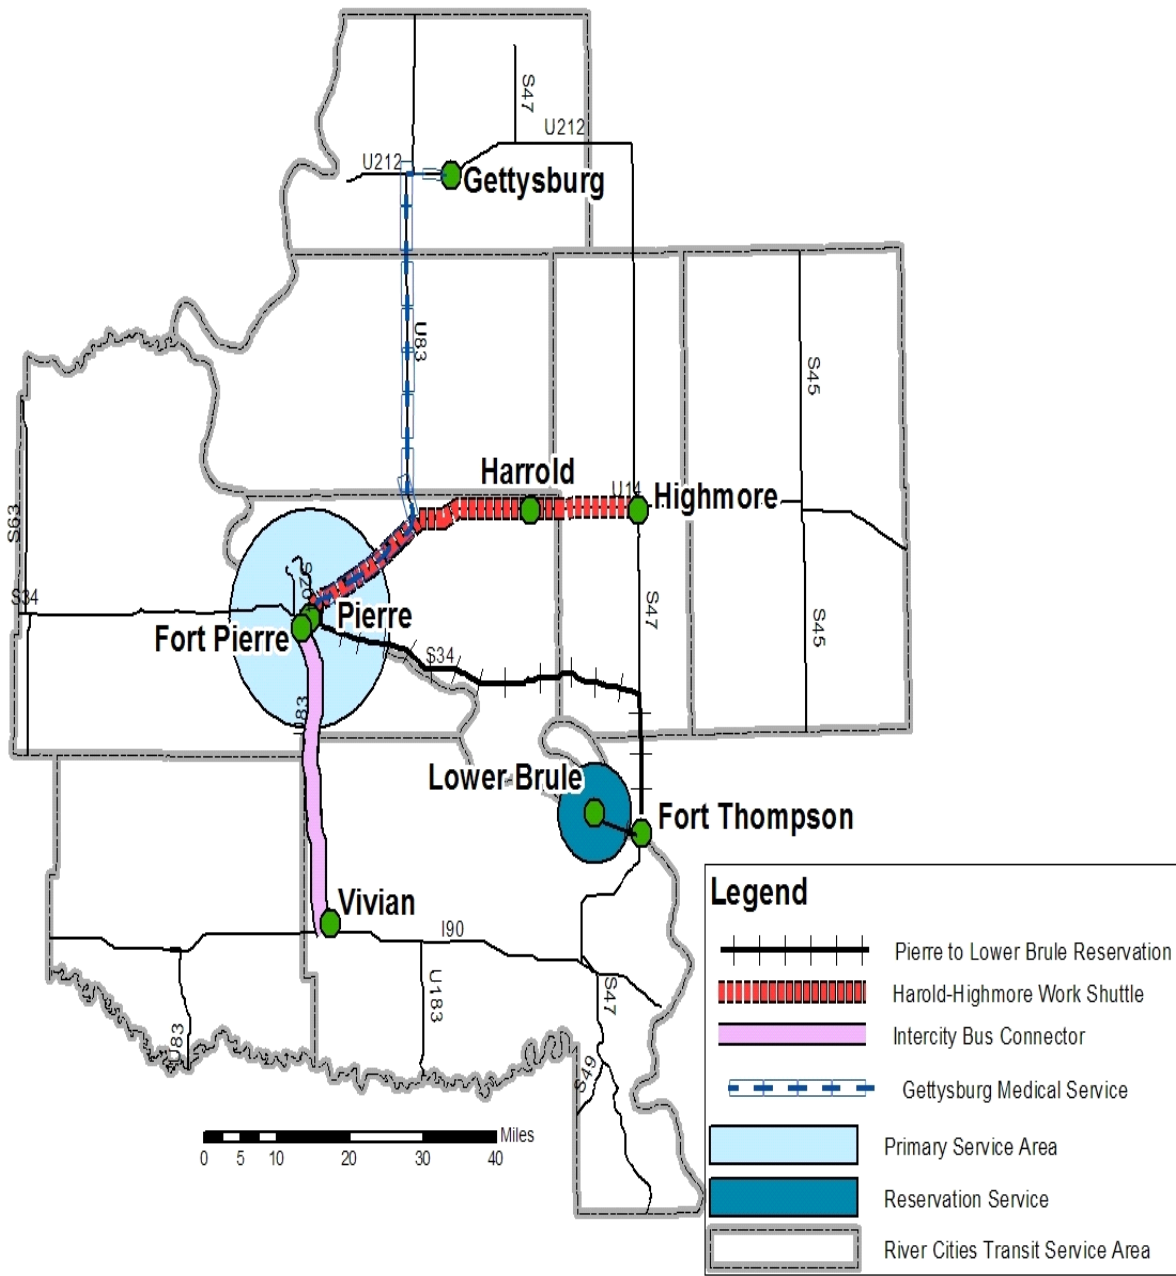 S47
U212
U212
Gettysburg
U83
S45
Harrold
U14
Highmore
S63
S20
S34
Pierre
Fort Pierre
S47
S45
S34
U83
Lower Brule
Fort Thompson
Vivian
I90
Legend
Pierre to Lower Brule Reservation
Harold-Highmore Work Shuttle
Intercity Bus Connector
Gettysburg Medical Service
Primary Service Area
Reservation Service
River Cities Transit Service Area
U83
U183
S47
S49
Miles
0 5 10 20 30 40